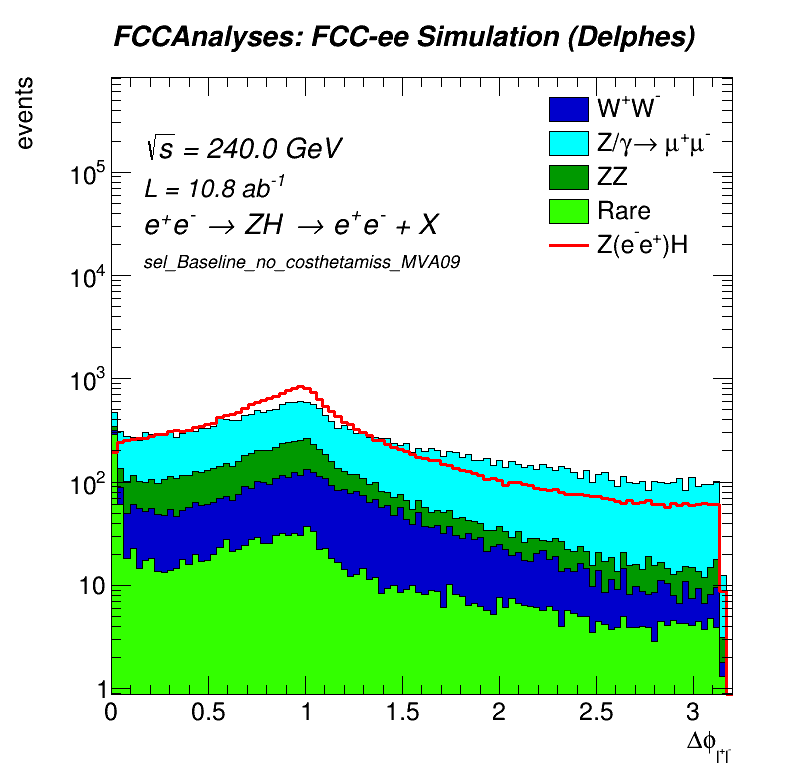 FCCAnalyses: FCC-ee Simulation (Delphes)
events
√s = 240.0 GeV
L = 10.8 ab⁻¹
e⁺e⁻ → ZH → e⁺e⁻ + X
sel_Baseline_no_costhetamiss_MVA09
W⁺W⁻
Z/γ→ μ⁺μ⁻
ZZ
Rare
Z(e⁻e⁺)H
10⁵
10⁴
10³
10²
10
1
0 0.5 1 1.5 2 2.5 3
Δϕ_{l⁺l⁻}